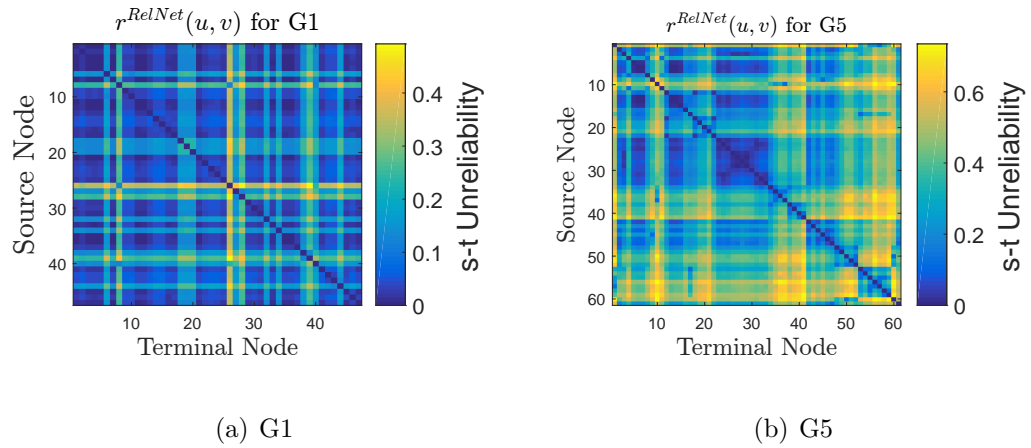 r^{RelNet}(u, v) for G1
Source Node
10
20
30
40
10 20 30 40
Terminal Node
0.4
0.3
0.2
0.1
0
s-t Unreliability
(a) G1
r^{RelNet}(u, v) for G5
Source Node
10
20
30
40
50
60
10 20 30 40 50 60
Terminal Node
0.6
0.4
0.2
0
s-t Unreliability
(b) G5